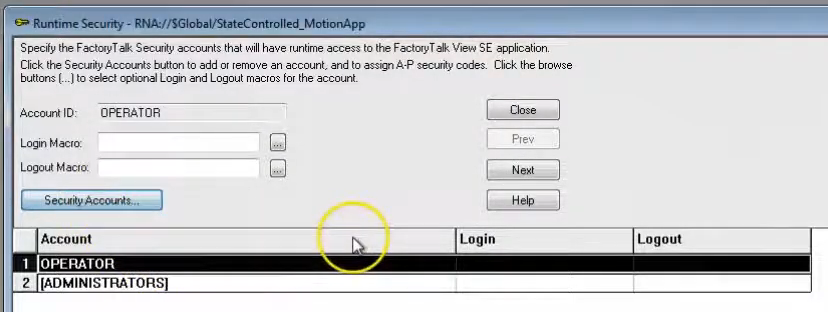 Runtime Security - RNA://$Global/StateControlled_MotionApp
Specify the FactoryTalk Security accounts that will have runtime access to the FactoryTalk View SE application.
Click the Security Accounts button to add or remove an account, and to assign A-P security codes. Click the browse
buttons (...) to select optional Login and Logout macros for the account.
Account ID: OPERATOR
Close
Login Macro: ...
Prev
Logout Macro: ...
Next
Security Accounts...
Help
Account Login Logout
1 OPERATOR
2 [ADMINISTRATORS]